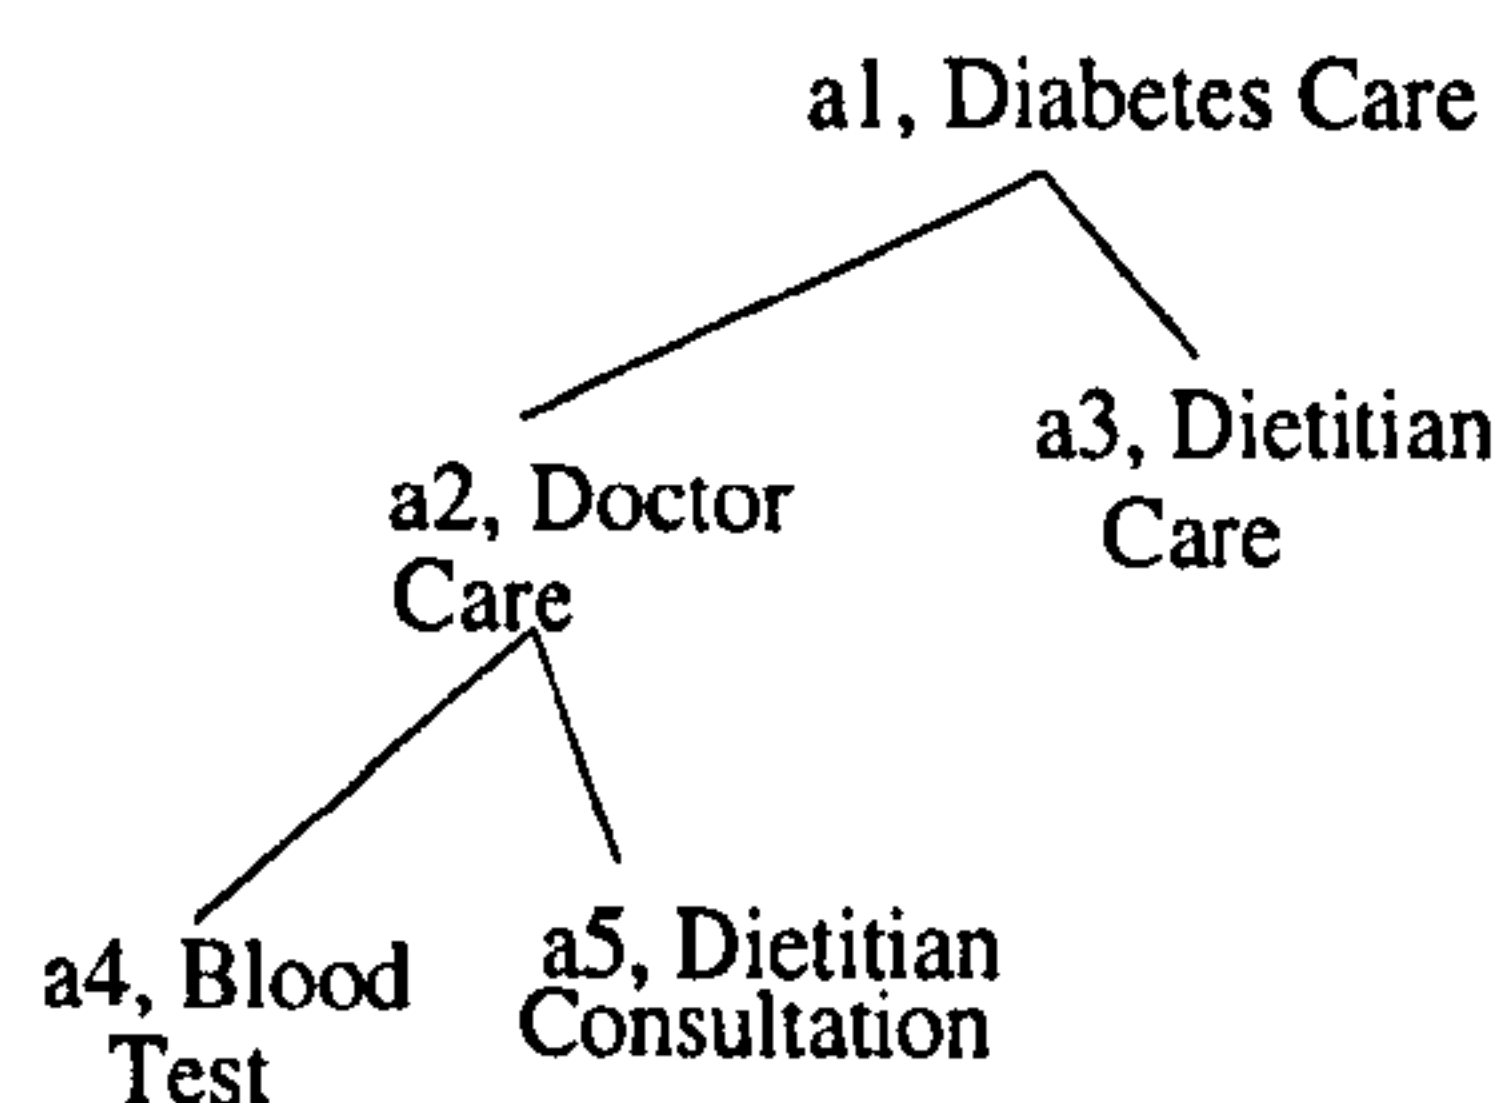 a1, Diabetes Care
a2, Doctor
Care
a3, Dietitian
Care
a4, Blood
Test
a5, Dietitian
Consultation